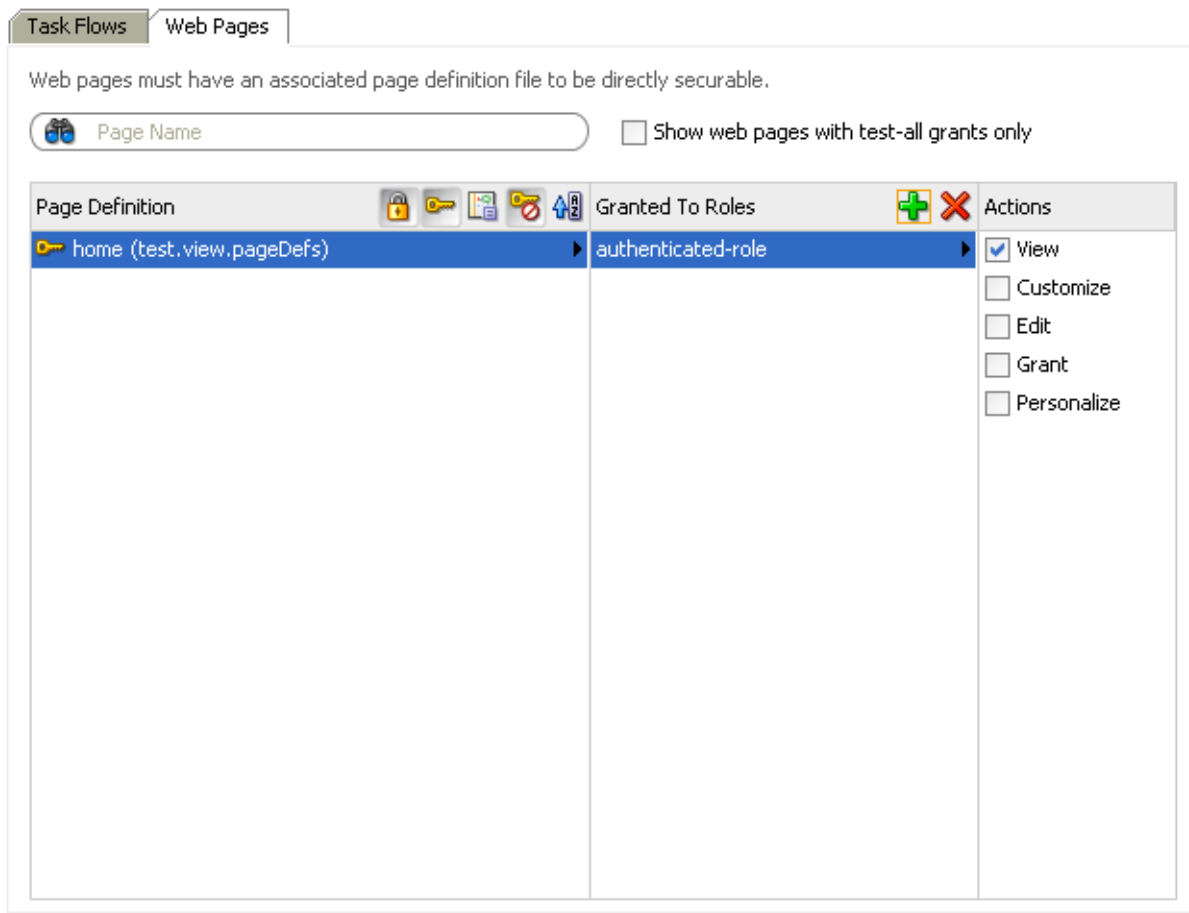 Task Flows
Web Pages
Web pages must have an associated page definition file to be directly securable.
Page Name
Show web pages with test-all grants only
Page Definition
Granted To Roles
Actions
home (test.view.pageDefs)
authenticated-role
View
Customize
Edit
Grant
Personalize